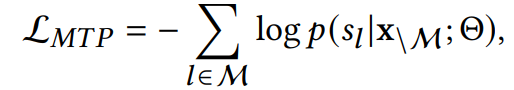 ℒ_{MTP} = − ∑_{l∈ℳ} log p(s_l|𝐱_{\ℳ}; Θ),